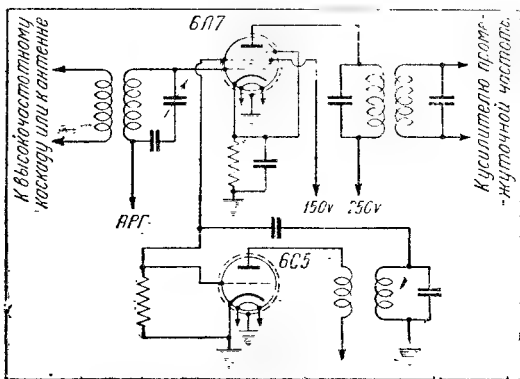 К высокочастотному
каскаду или к антенне
6Л7
К усилителю проме-
-жуточной частоты
АРГ
150v
250v
6С5